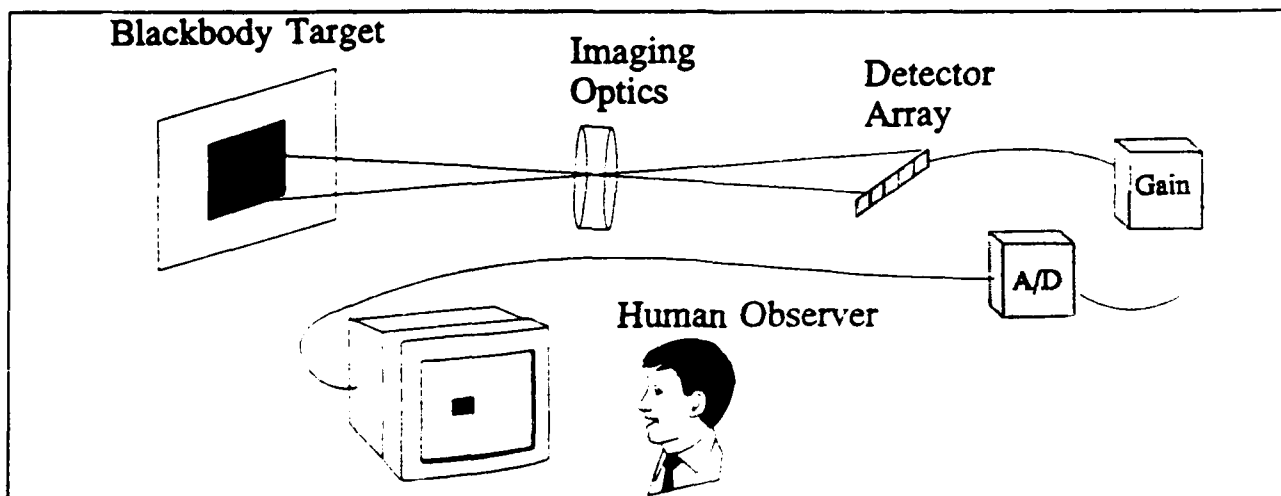 Blackbody Target
Imaging
Optics
Detector
Array
Gain
A/D
Human Observer